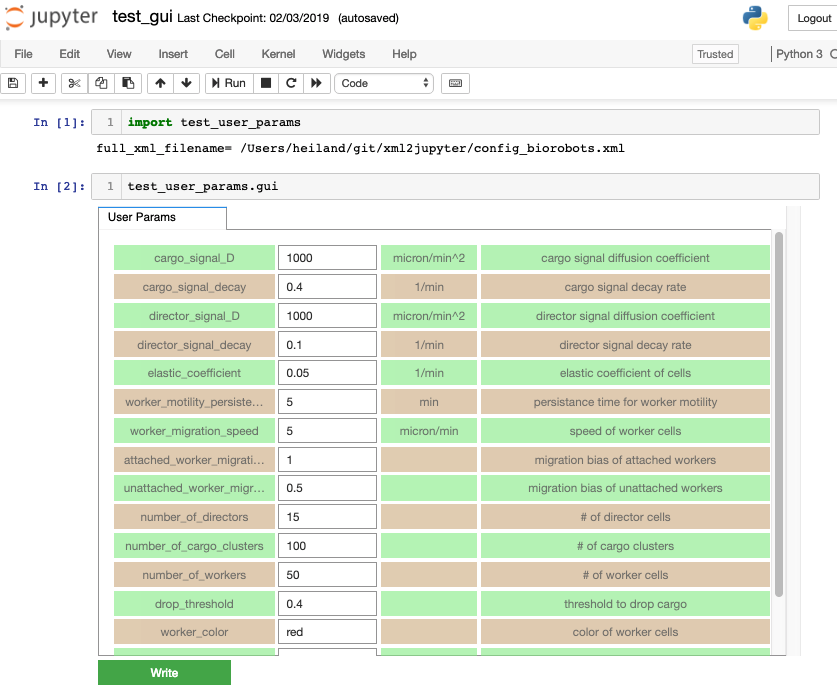 jupyter test_gui Last Checkpoint: 02/03/2019 (autosaved) Logout
File Edit View Insert Cell Kernel Widgets Help Trusted Python 3
Run Code
In [1]: 1 import test_user_params
full_xml_filename= /Users/heiland/git/xml2jupyter/config_biorobots.xml
In [2]: 1 test_user_params.gui
User Params
cargo_signal_D 1000 micron/min^2 cargo signal diffusion coefficient
cargo_signal_decay 0.4 1/min cargo signal decay rate
director_signal_D 1000 micron/min^2 director signal diffusion coefficient
director_signal_decay 0.1 1/min director signal decay rate
elastic_coefficient 0.05 1/min elastic coefficient of cells
worker_motility_persiste... 5 min persistance time for worker motility
worker_migration_speed 5 micron/min speed of worker cells
attached_worker_migrati... 1 migration bias of attached workers
unattached_worker_migr... 0.5 migration bias of unattached workers
number_of_directors 15 # of director cells
number_of_cargo_clusters 100 # of cargo clusters
number_of_workers 50 # of worker cells
drop_threshold 0.4 threshold to drop cargo
worker_color red color of worker cells
Write